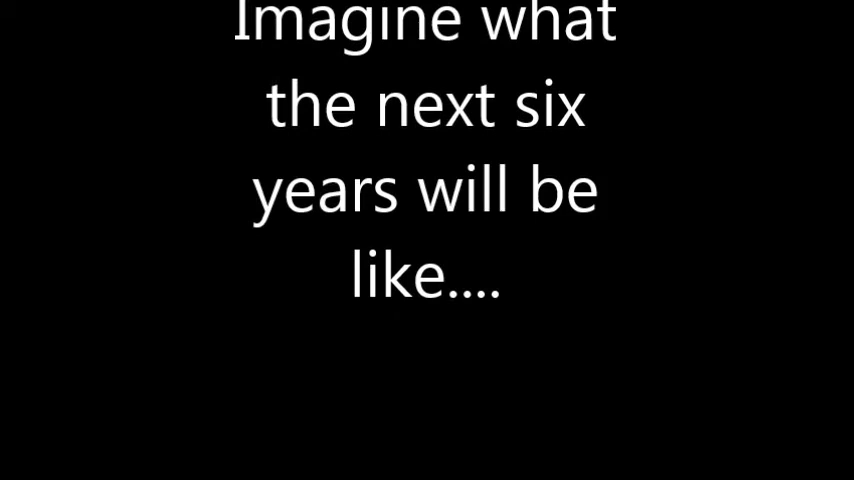 Imagine what
the next six
years will be
like....